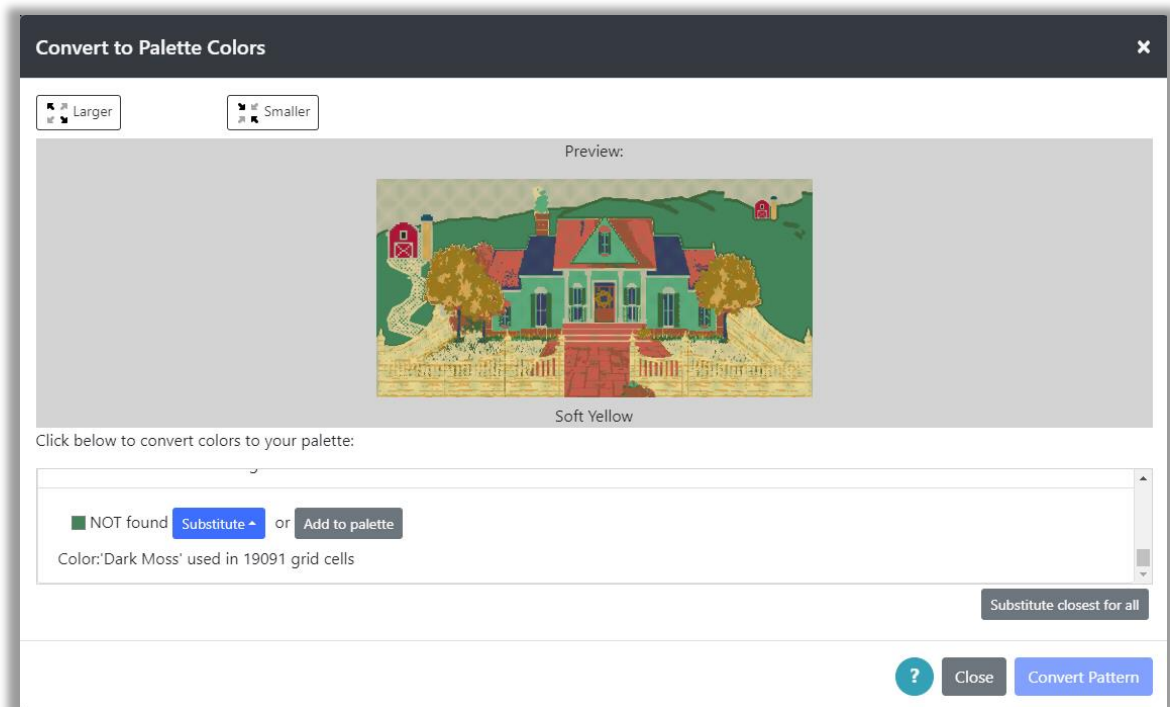 Convert to Palette Colors ×
Larger Smaller
Preview:
Soft Yellow
Click below to convert colors to your palette:
NOT found Substitute or Add to palette
Color:'Dark Moss' used in 19091 grid cells
Substitute closest for all
? Close Convert Pattern